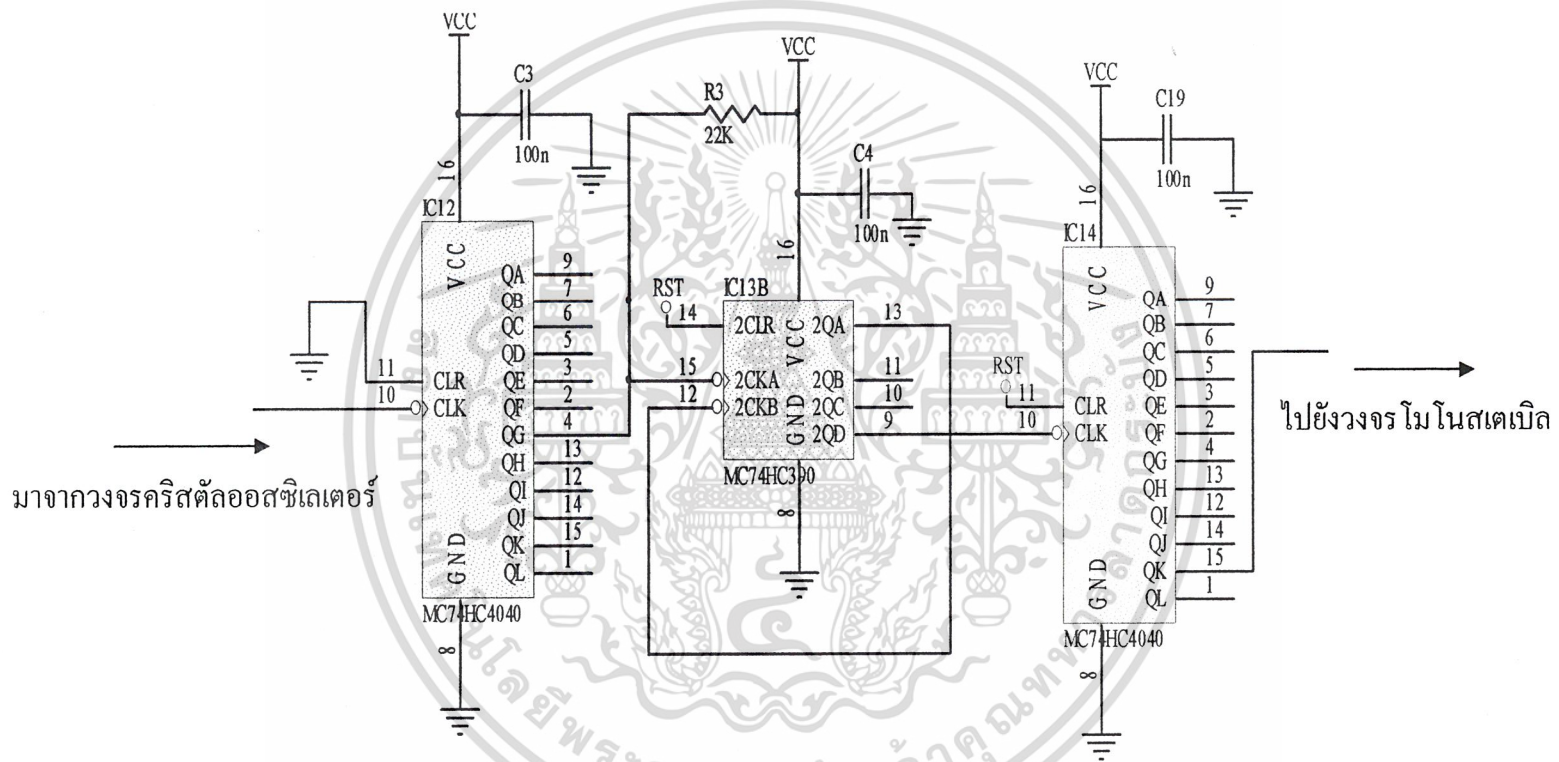 VCC
C3
100n
16
IC12
VCC
QA 9
QB 7
QC 6
QD 5
QE 3
QF 2
QG 4
QH 13
QI 12
QJ 14
QK 15
QL 1
11 CLR
10 CLK
GND
MC74HC4040
8
มาจากวงจรคริสตัลออสซิเลเตอร์
R3
22K
VCC
C4
100n
16
IC13B
RST
14 2CLR
15 2CKA
12 2CKB
VCC
GND
2QA 13
2QB 11
2QC 10
2QD 9
MC74HC390
8
VCC
C19
100n
16
IC14
VCC
QA 9
QB 7
QC 6
QD 5
QE 3
QF 2
QG 4
QH 13
QI 12
QJ 14
QK 15
QL 1
RST
11 CLR
10 CLK
GND
MC74HC4040
8
ไปยังวงจรโมโนสเตเบิล